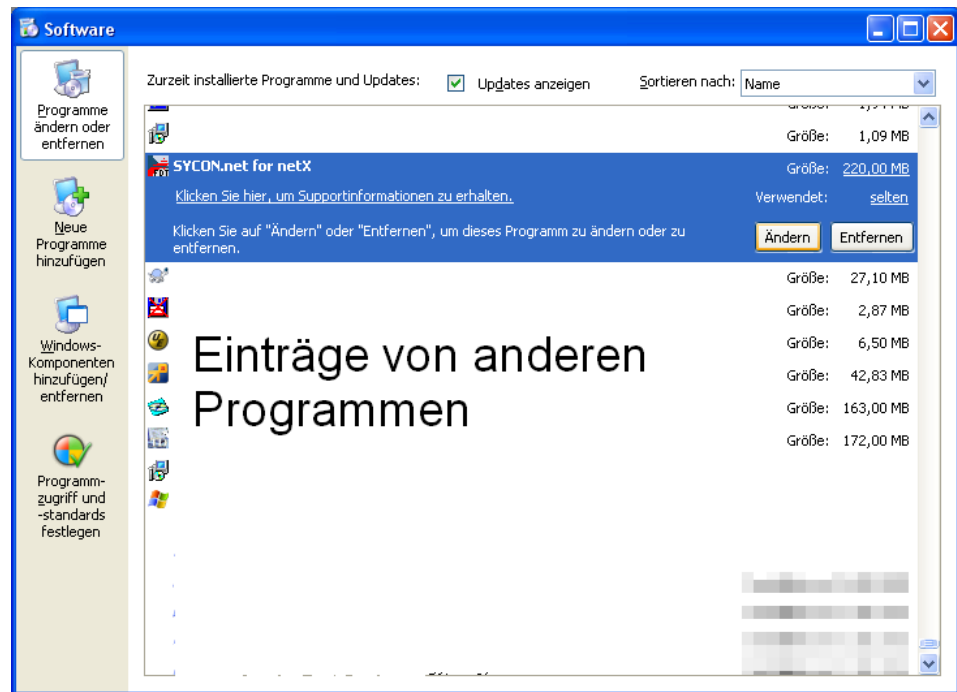 Software
Zurzeit installierte Programme und Updates:
Updates anzeigen
Sortieren nach:
Name
Programme
ändern oder
entfernen
Neue
Programme
hinzufügen
Windows-
Komponenten
hinzufügen/
entfernen
Programm-
zugriff und
-standards
festlegen
Größe: 1,09 MB
SYCON.net for netX
Größe: 220,00 MB
Klicken Sie hier, um Supportinformationen zu erhalten.
Verwendet: selten
Klicken Sie auf "Ändern" oder "Entfernen", um dieses Programm zu ändern oder zu
entfernen.
Ändern
Entfernen
Größe: 27,10 MB
Größe: 2,87 MB
Größe: 6,50 MB
Größe: 42,83 MB
Größe: 163,00 MB
Größe: 172,00 MB
Einträge von anderen
Programmen